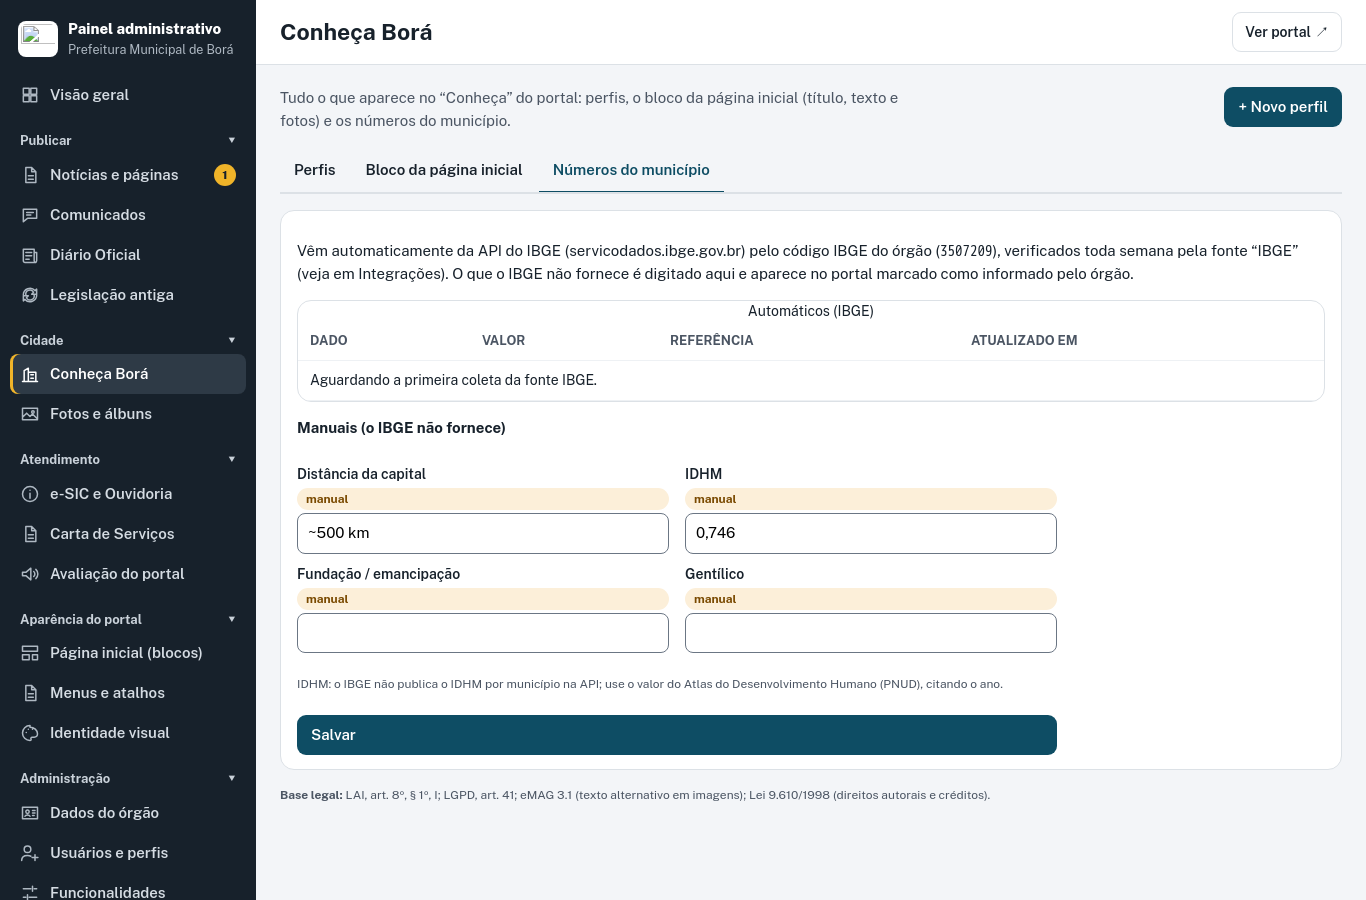 Painel administrativo
Prefeitura Municipal de Borá
Visão geral
Publicar
Notícias e páginas
1
Comunicados
Diário Oficial
Legislação antiga
Cidade
Conheça Borá
Fotos e álbuns
Atendimento
e-SIC e Ouvidoria
Carta de Serviços
Avaliação do portal
Aparência do portal
Página inicial (blocos)
Menus e atalhos
Identidade visual
Administração
Dados do órgão
Usuários e perfis
Funcionalidades
Conheça Borá
Ver portal ↗
Tudo o que aparece no “Conheça” do portal: perfis, o bloco da página inicial (título, texto e
fotos) e os números do município.
+ Novo perfil
Perfis
Bloco da página inicial
Números do município
Vêm automaticamente da API do IBGE (servicodados.ibge.gov.br) pelo código IBGE do órgão (3507209), verificados toda semana pela fonte “IBGE”
(veja em Integrações). O que o IBGE não fornece é digitado aqui e aparece no portal marcado como informado pelo órgão.
Automáticos (IBGE)
DADO VALOR REFERÊNCIA ATUALIZADO EM
Aguardando a primeira coleta da fonte IBGE.
Manuais (o IBGE não fornece)
Distância da capital
manual
~500 km
IDHM
manual
0,746
Fundação / emancipação
manual
Gentílico
manual
IDHM: o IBGE não publica o IDHM por município na API; use o valor do Atlas do Desenvolvimento Humano (PNUD), citando o ano.
Salvar
Base legal: LAI, art. 8º, § 1º, I; LGPD, art. 41; eMAG 3.1 (texto alternativo em imagens); Lei 9.610/1998 (direitos autorais e créditos).